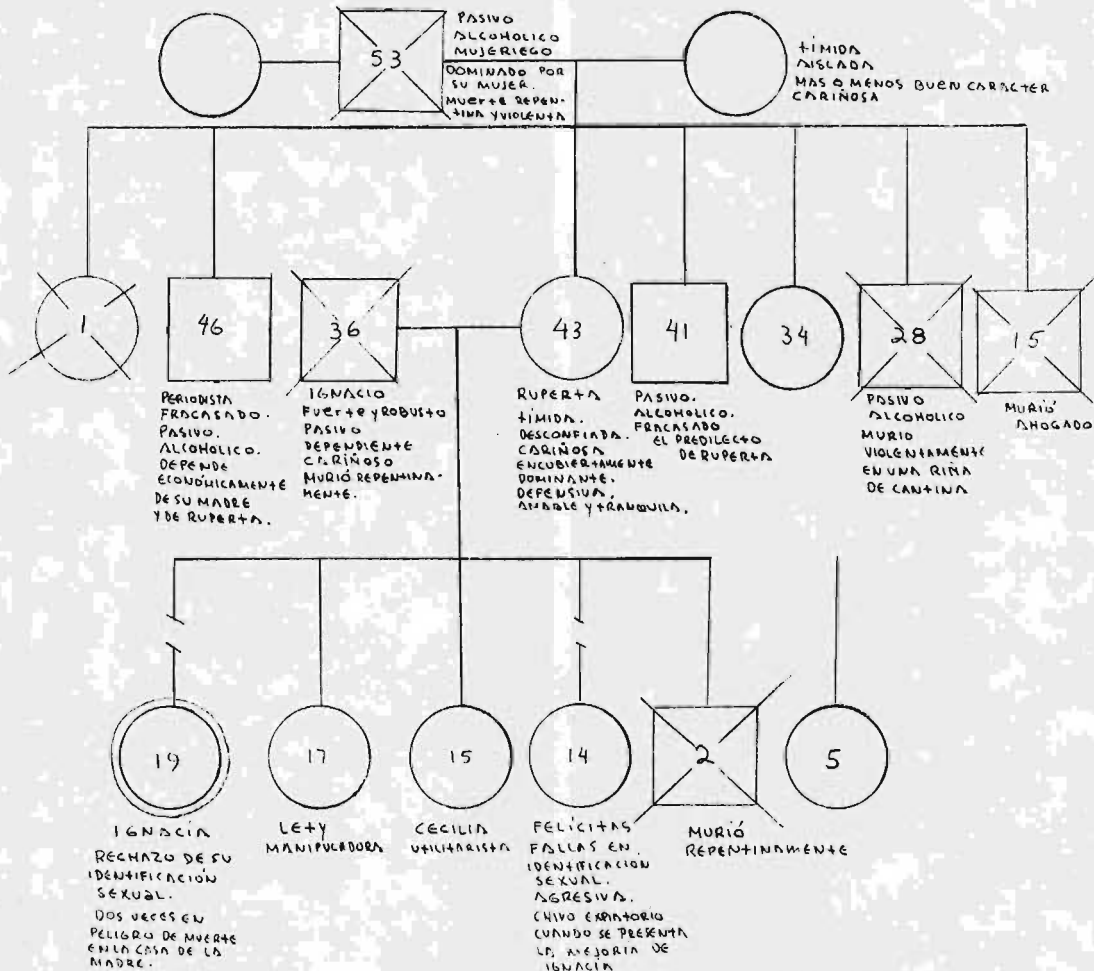 53
PASIVO
ALCOHOLICO
MUJERIEGO
DOMINADO POR
SU MUJER.
MUERTE REPEN-
TINA Y VIOLENTA
TÍMIDA
AISLADA
MAS O MENOS BUEN CARACTER
CARIÑOSA
1
46
36
43
41
34
28
15
PERIODISTA
FRACASADO.
PASIVO.
ALCOHOLICO.
DEPENDE
ECONÓMICAMENTE
DE SU MADRE
Y DE RUPERTA.
IGNACIO
FUERTE Y ROBUSTO
PASIVO
DEPENDIENTE
CARIÑOSO
MURIÓ REPENTINA-
MENTE.
RUPERTA
TÍMIDA.
DESCONFIADA.
CARIÑOSA
ENCUBIERTAMENTE
DOMINANTE.
DEFENSIVA.
AMABLE Y TRANQUILA.
PASIVO.
ALCOHOLICO.
FRACASADO
EL PREDILECTO
DE RUPERTA
PASIVO
ALCOHOLICO
MURIO
VIOLENTAMENTE
EN UNA RIÑA
DE CANTINA
MURIÓ
AHOGADO
19
17
15
14
2
5
IGNACIA
RECHAZO DE SU
IDENTIFICACIÓN
SEXUAL.
DOS VECES EN
PELIGRO DE MUERTE
EN LA CASA DE LA
MADRE.
LETY
MANIPULADORA
CECILIA
UTILITARISTA
FELÍCITAS
FALLAS EN
IDENTIFICACION
SEXUAL.
AGRESIVA.
CHIVO EXPIATORIO
CUANDO SE PRESENTA
LA MEJORIA DE
IGNACÍA
MURIÓ
REPENTINAMENTE